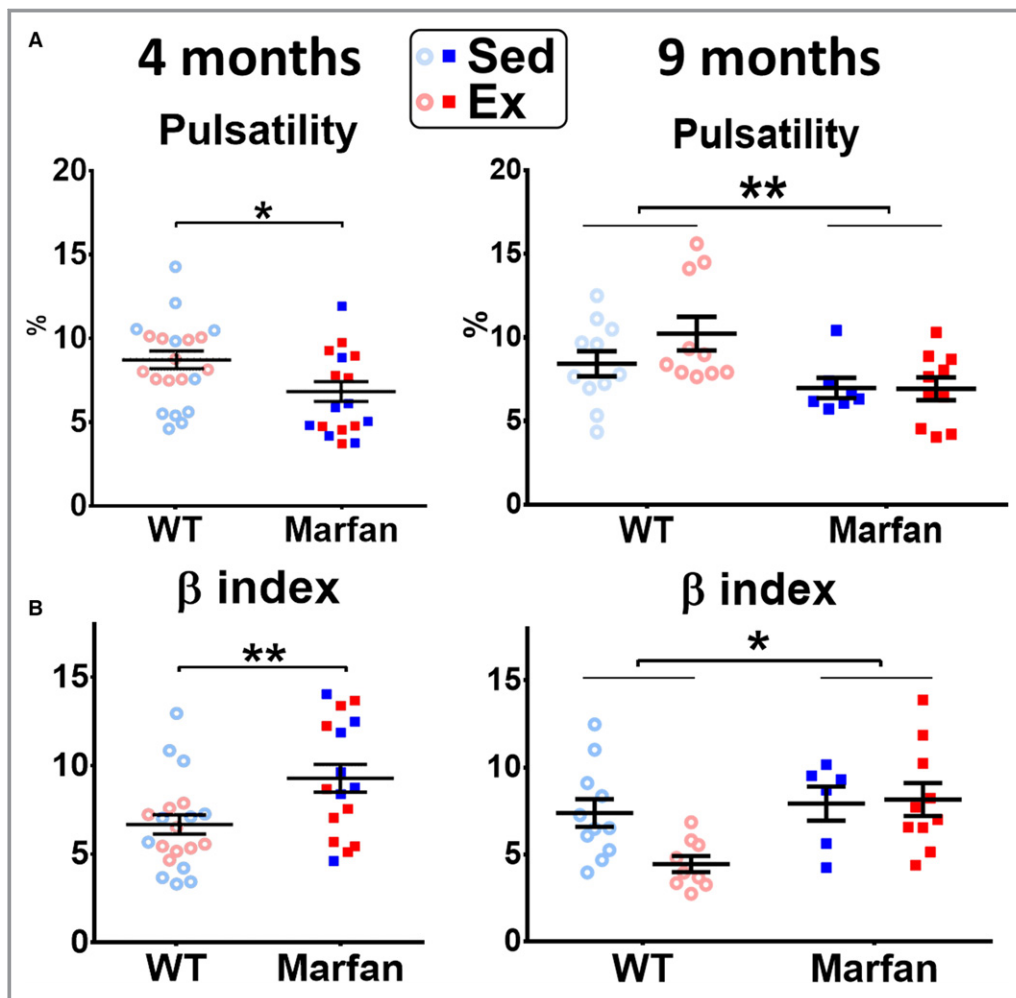 A
4 months
Sed
Ex
9 months
Pulsatility
Pulsatility
20
15
10
5
0
%
*
WT
Marfan
20
15
10
5
0
%
**
WT
Marfan
B
β index
β index
15
10
5
0
**
WT
Marfan
15
10
5
0
*
WT
Marfan